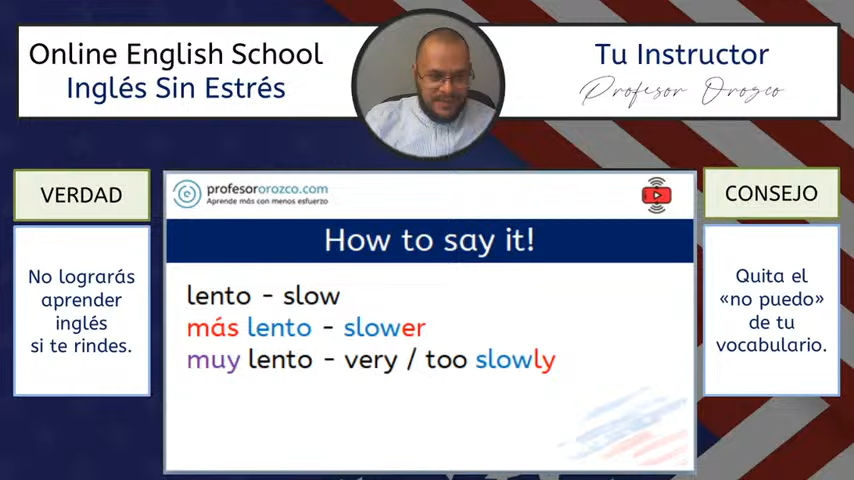 Online English School
Inglés Sin Estrés
Tu Instructor
Profesor Orozco
VERDAD
No lograrás
aprender
inglés
si te rindes.
profesororozco.com
Aprende más con menos esfuerzo
How to say it!
lento - slow
más lento - slower
muy lento - very / too slowly
CONSEJO
Quita el
«no puedo»
de tu
vocabulario.